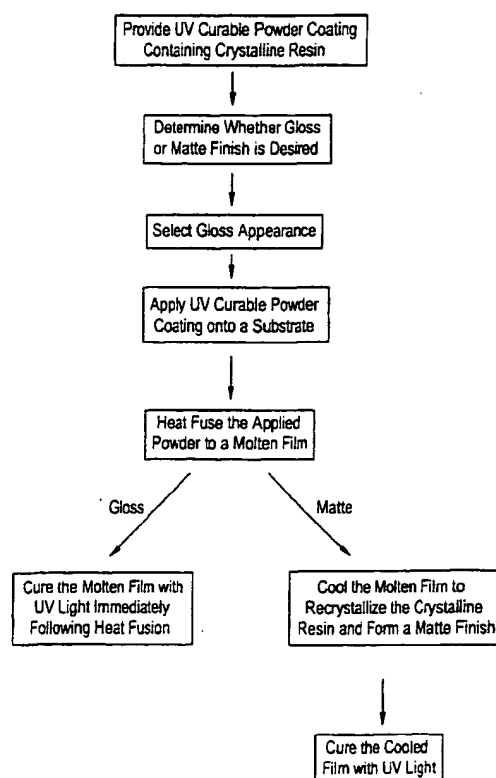 Provide UV Curable Powder Coating
Containing Crystalline Resin
Determine Whether Gloss
or Matte Finish is Desired
Select Gloss Appearance
Apply UV Curable Powder
Coating onto a Substrate
Heat Fuse the Applied
Powder to a Molten Film
Gloss
Matte
Cure the Molten Film with
UV Light Immediately
Following Heat Fusion
Cool the Molten Film to
Recrystallize the Crystalline
Resin and Form a Matte Finish
Cure the Cooled
Film with UV Light